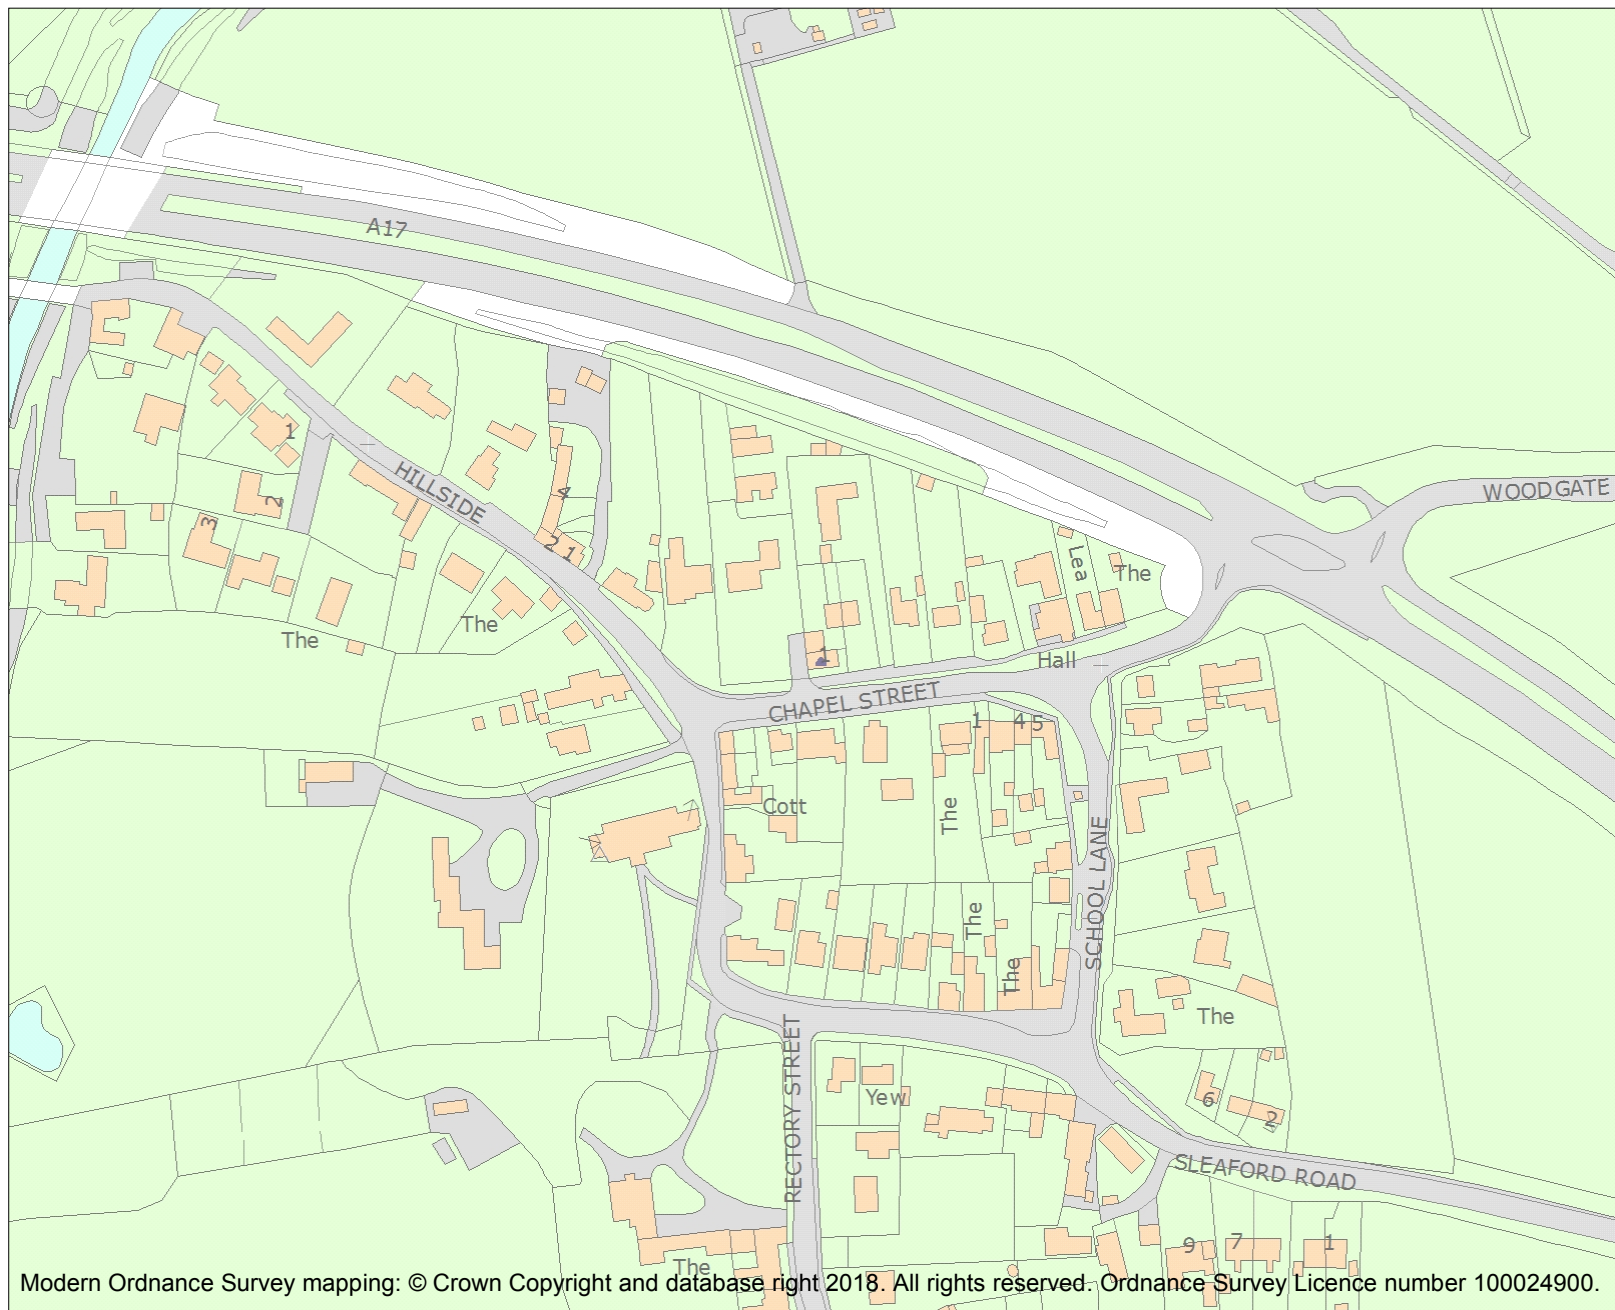 A17
WOODGATE
HILLSIDE
1
2
3
4
2 1
Lea
The
The
The
1
Hall
CHAPEL STREET
1
4
5
Cott
The
SCHOOL LANE
The
The
The
RECTORY STREET
Yew
6
2
SLEAFORD ROAD
9
7
1
The
Modern Ordnance Survey mapping: © Crown Copyright and database right 2018. All rights reserved. Ordnance Survey Licence number 100024900.